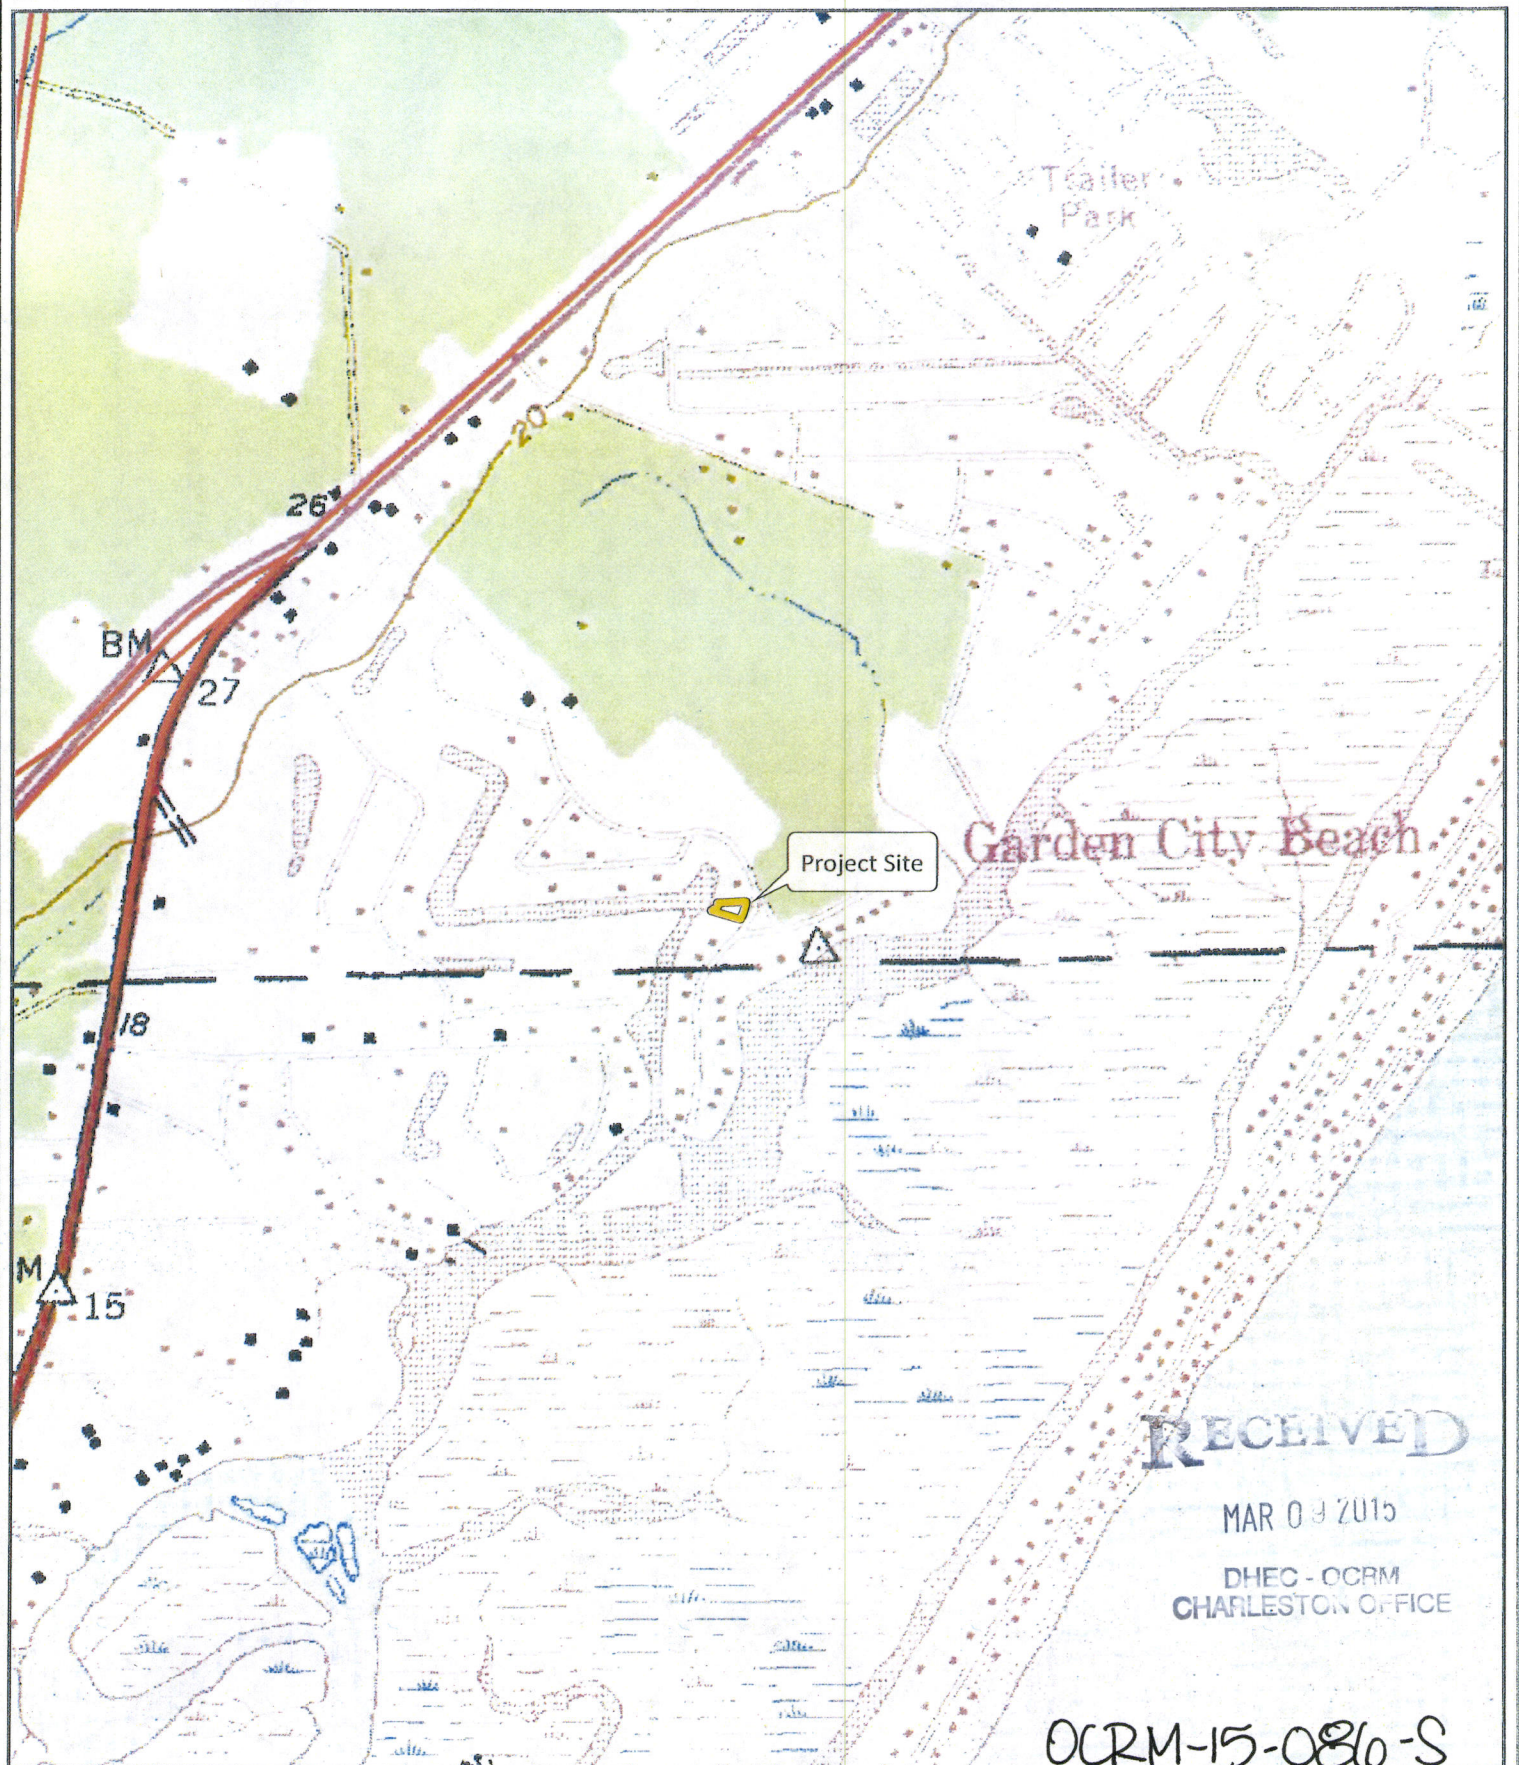 Trailer
Park
20
26
BM
27
Project Site
Garden City Beach
18
M
15
RECEIVED
MAR 09 2015
DHEC - OCRM
CHARLESTON OFFICE
OCRM-15-086-S